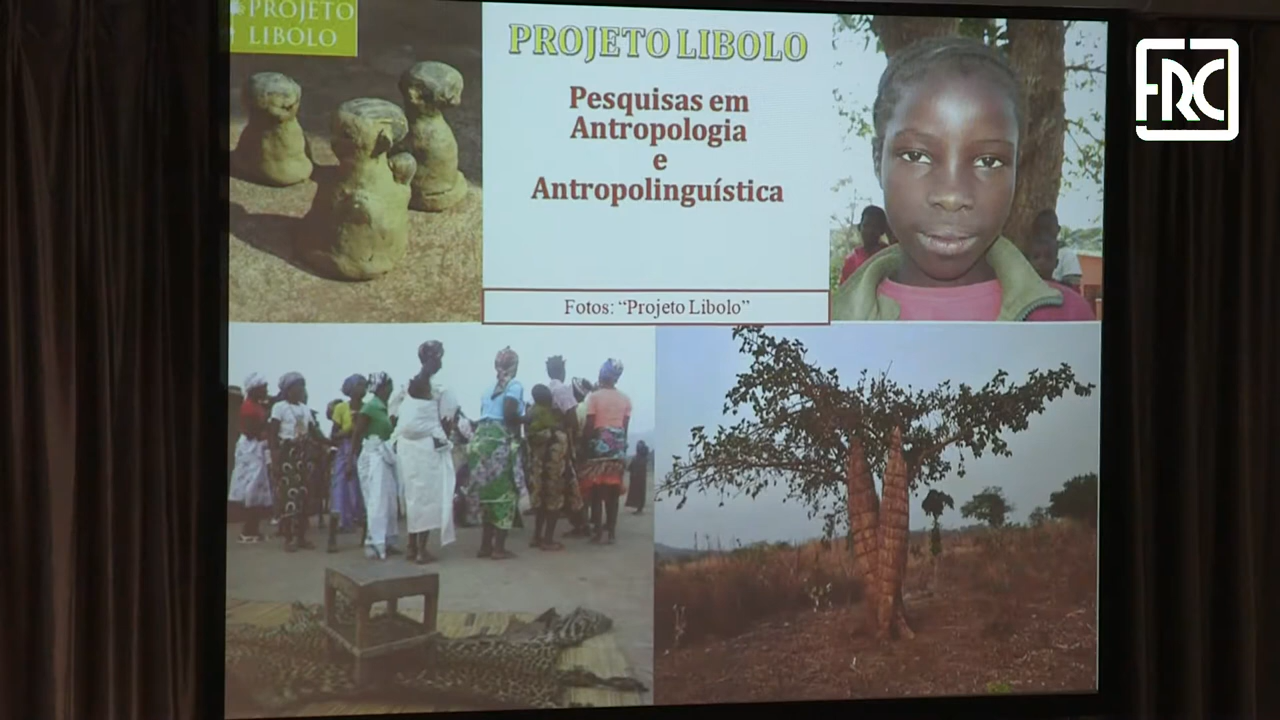 PROJETO
LIBOLO
PROJETO LIBOLO
Pesquisas em
Antropologia
e
Antropolinguística
Fotos: “Projeto Libolo”
FRC